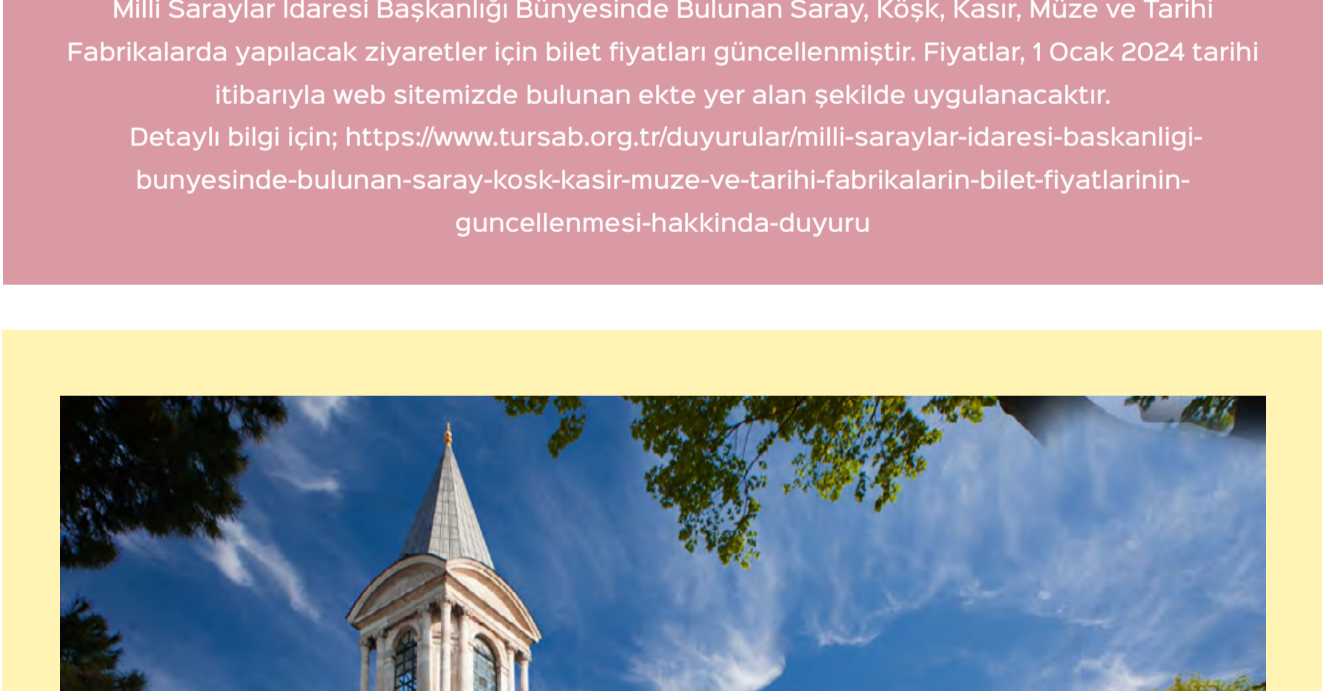 Milli Saraylar İdaresi Başkanlığı Bünyesinde Bulunan Saray, Köşk, Kasır, Müze ve Tarihi
Fabrikalarda yapılacak ziyaretler için bilet fiyatları güncellenmiştir. Fiyatlar, 1 Ocak 2024 tarihi
itibarıyla web sitemizde bulunan ekte yer alan şekilde uygulanacaktır.
Detaylı bilgi için; https://www.tursab.org.tr/duyurular/milli-saraylar-idaresi-baskanligi-
bunyesinde-bulunan-saray-kosk-kasir-muze-ve-tarihi-fabrikalarin-bilet-fiyatlarinin-
guncellenmesi-hakkinda-duyuru